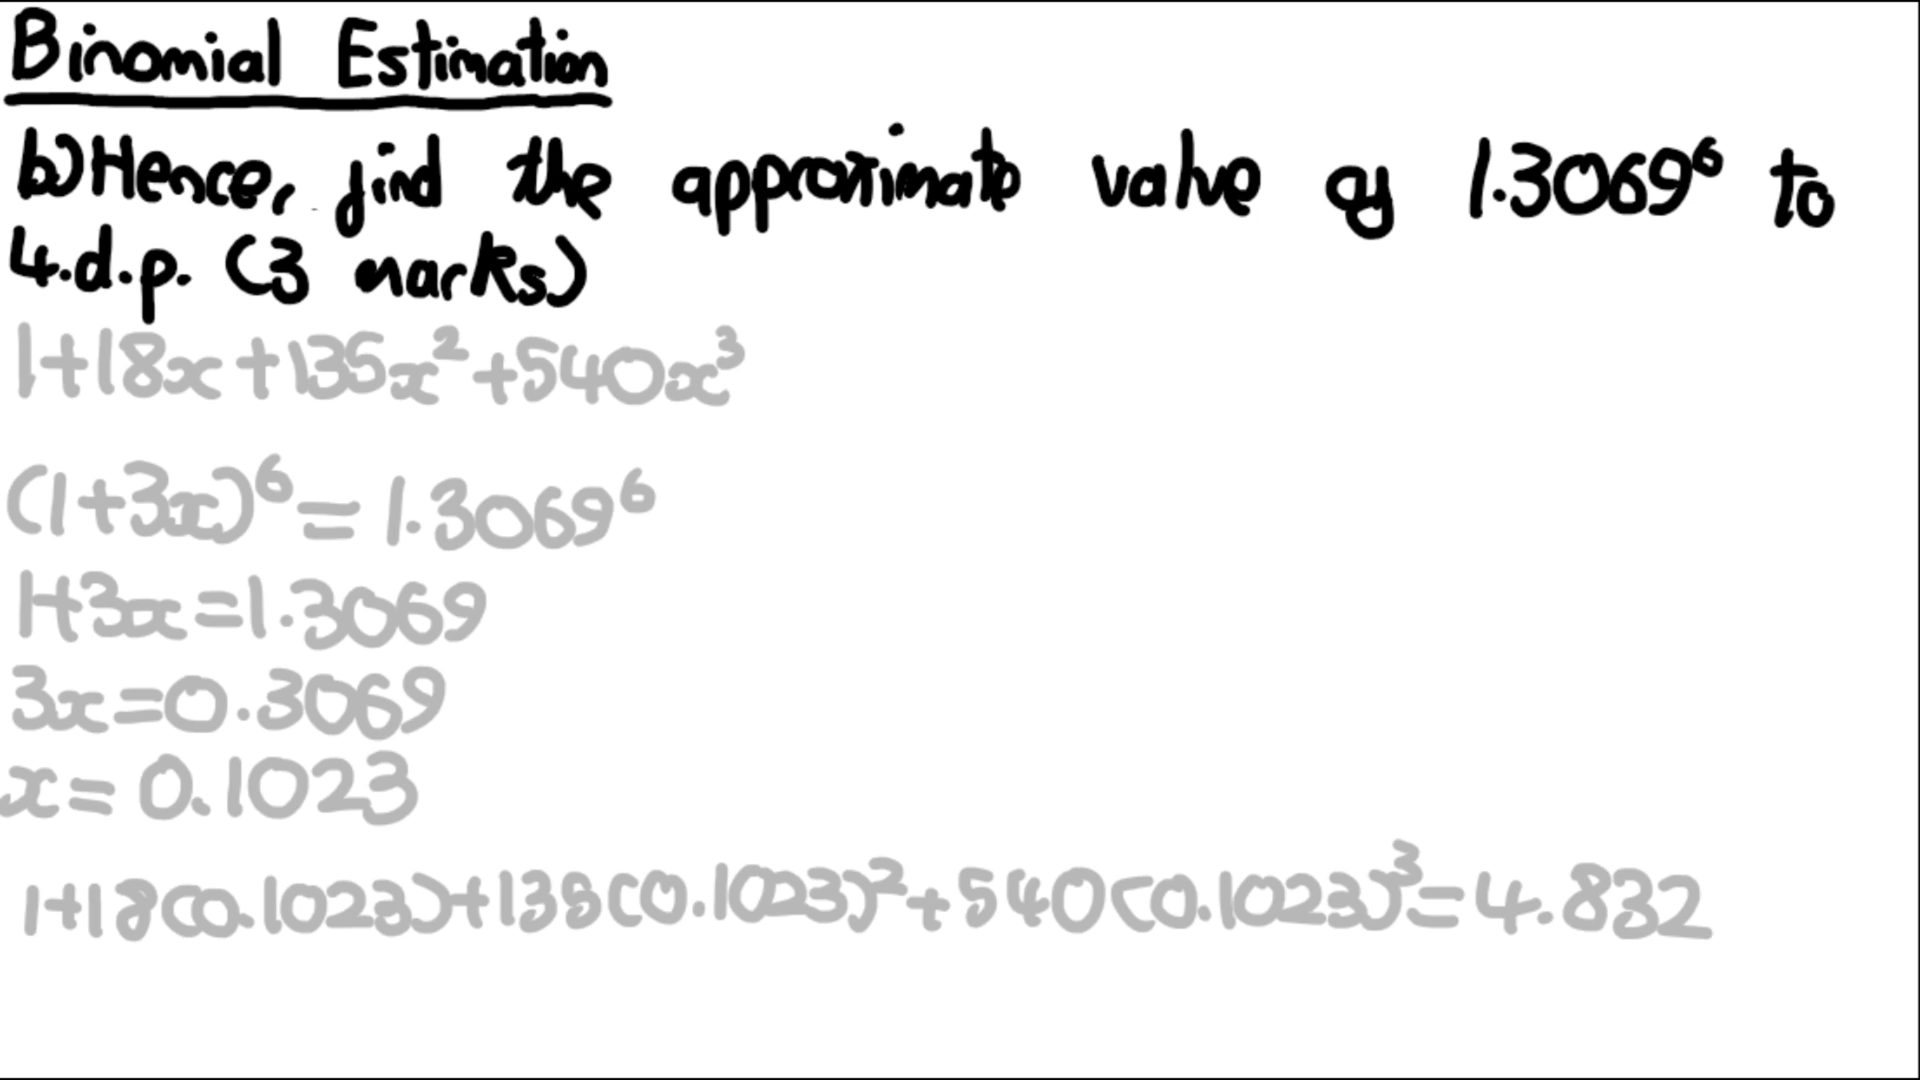 Binomial Estimation
b) Hence, find the approximate value of 1.3069⁶ to
4.d.p. (3 marks)
1+18x+135x²+540x³
(1+3x)⁶=1.3069⁶
1+3x=1.3069
3x=0.3069
x=0.1023
1+18(0.1023)+135(0.1023)²+540(0.1023)³=4.832